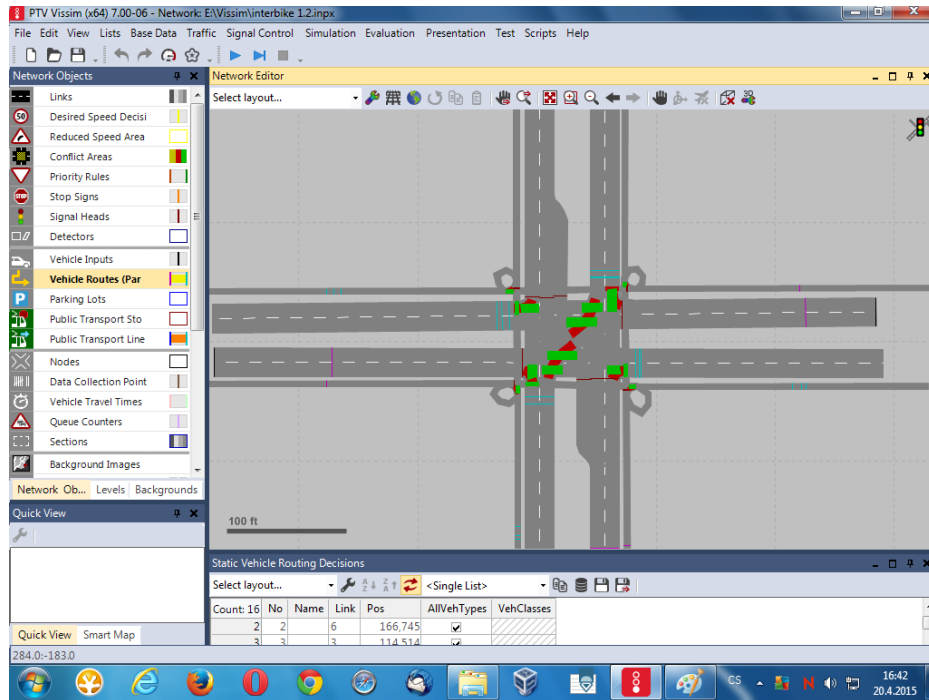 PTV Vissim (x64) 7.00-06 - Network: E:\Vissim\interbike 1.2.inpx
File Edit View Lists Base Data Traffic Signal Control Simulation Evaluation Presentation Test Scripts Help
Network Objects
Network Editor
Select layout...
3D
Links
50 Desired Speed Decisi
Reduced Speed Area
Conflict Areas
Priority Rules
STOP Stop Signs
Signal Heads
Detectors
Vehicle Inputs
Vehicle Routes (Par
P Parking Lots
Public Transport Sto
Public Transport Line
Nodes
Data Collection Point
Vehicle Travel Times
Queue Counters
Sections
Background Images
Network Ob... Levels Backgrounds
Quick View
100 ft
Static Vehicle Routing Decisions
Select layout... <Single List>
Count: 16 No Name Link Pos AllVehTypes VehClasses
2 2 6 166,745
3 3 3 114,514
Quick View Smart Map
284.0:-183.0
CS
16:42
20.4.2015